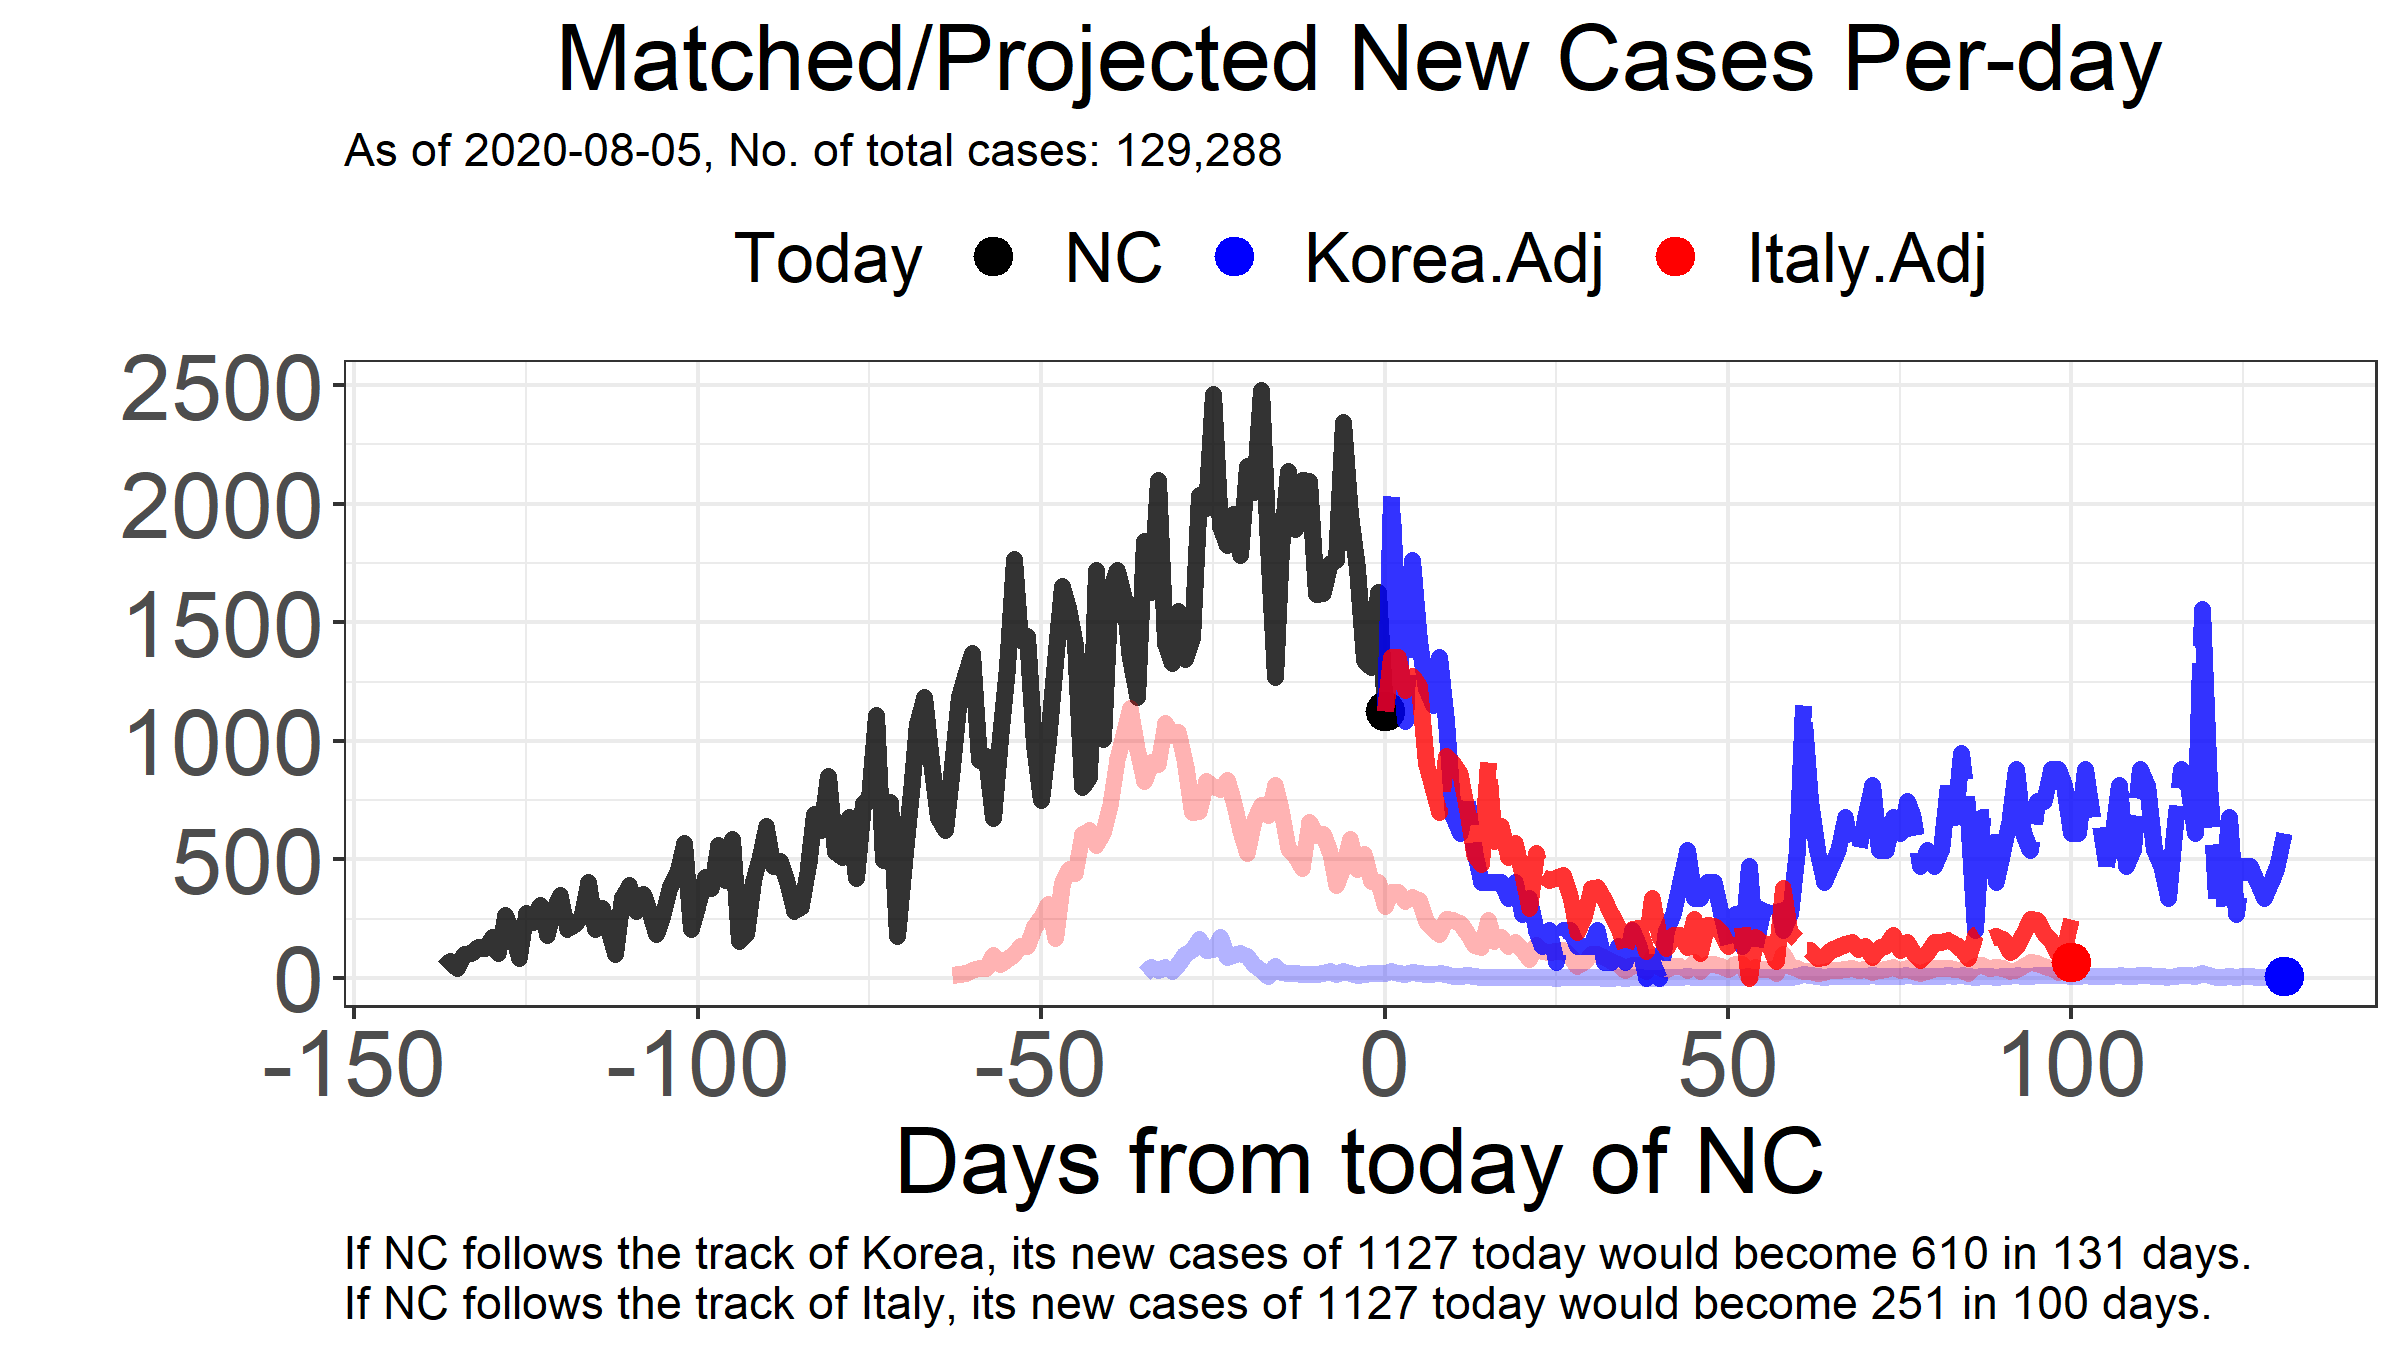 Matched/Projected New Cases Per-day
As of 2020-08-05, No. of total cases: 129,288
Today NC Korea.Adj Italy.Adj
2500
2000
1500
1000
500
0
-150 -100 -50 0 50 100
Days from today of NC
If NC follows the track of Korea, its new cases of 1127 today would become 610 in 131 days.
If NC follows the track of Italy, its new cases of 1127 today would become 251 in 100 days.